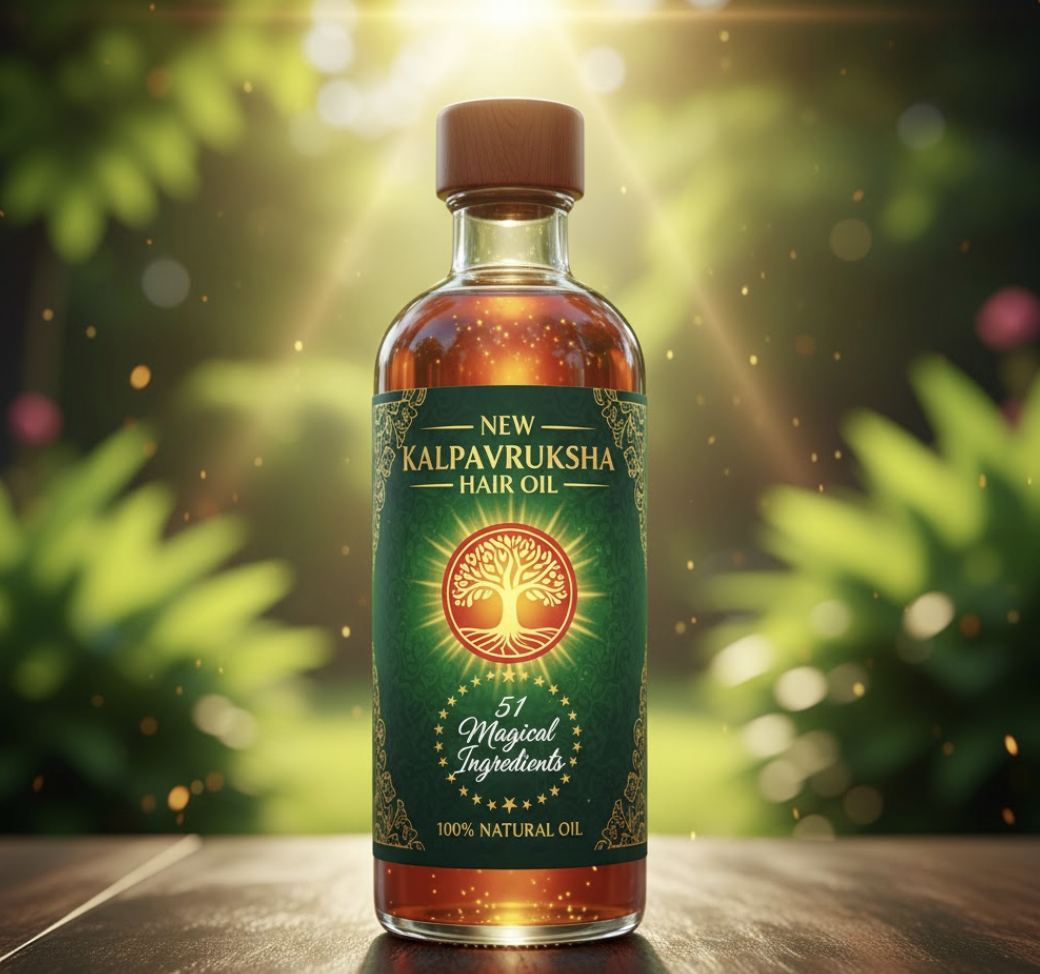 NEW
KALPAVRUKSHA
HAIR OIL
51
Magical
Ingredients
100% NATURAL OIL